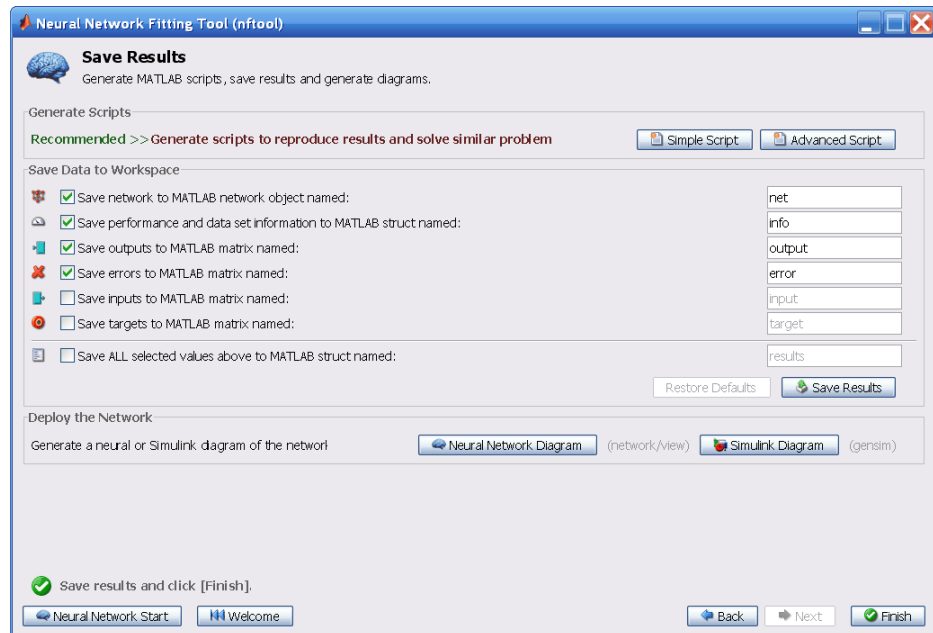 Neural Network Fitting Tool (nftool)
Save Results
Generate MATLAB scripts, save results and generate diagrams.
Generate Scripts
Recommended >> Generate scripts to reproduce results and solve similar problem Simple Script Advanced Script
Save Data to Workspace
Save network to MATLAB network object named: net
Save performance and data set information to MATLAB struct named: info
Save outputs to MATLAB matrix named: output
Save errors to MATLAB matrix named: error
Save inputs to MATLAB matrix named: input
Save targets to MATLAB matrix named: target
Save ALL selected values above to MATLAB struct named: results
Restore Defaults Save Results
Deploy the Network
Generate a neural or Simulink diagram of the network Neural Network Diagram (network/view) Simulink Diagram (gensim)
Save results and click [Finish].
Neural Network Start Welcome Back Next Finish